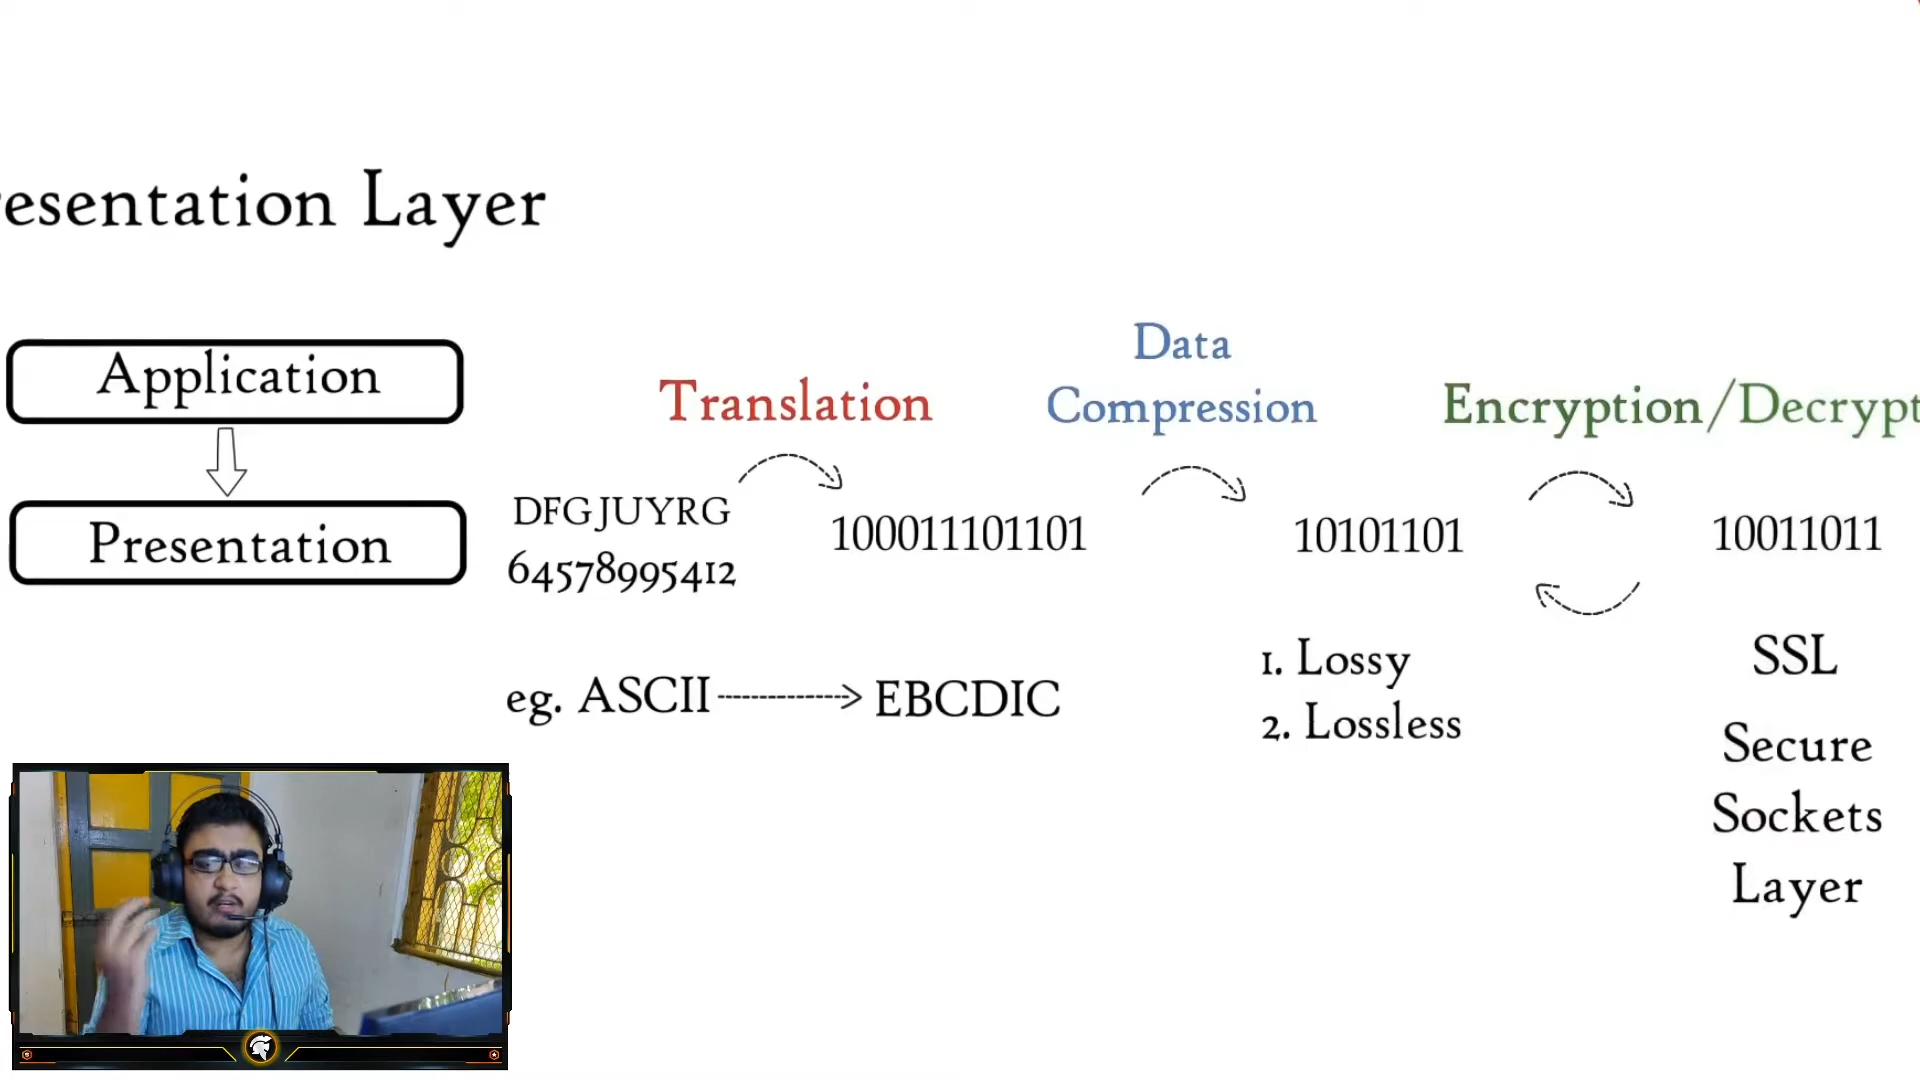 resentation Layer
Application
Presentation
Translation
DFGJUYRG
64578995412
100011101101
eg. ASCII
EBCDIC
Data
Compression
10101101
1. Lossy
2. Lossless
Encryption/Decrypt
10011011
SSL
Secure
Sockets
Layer